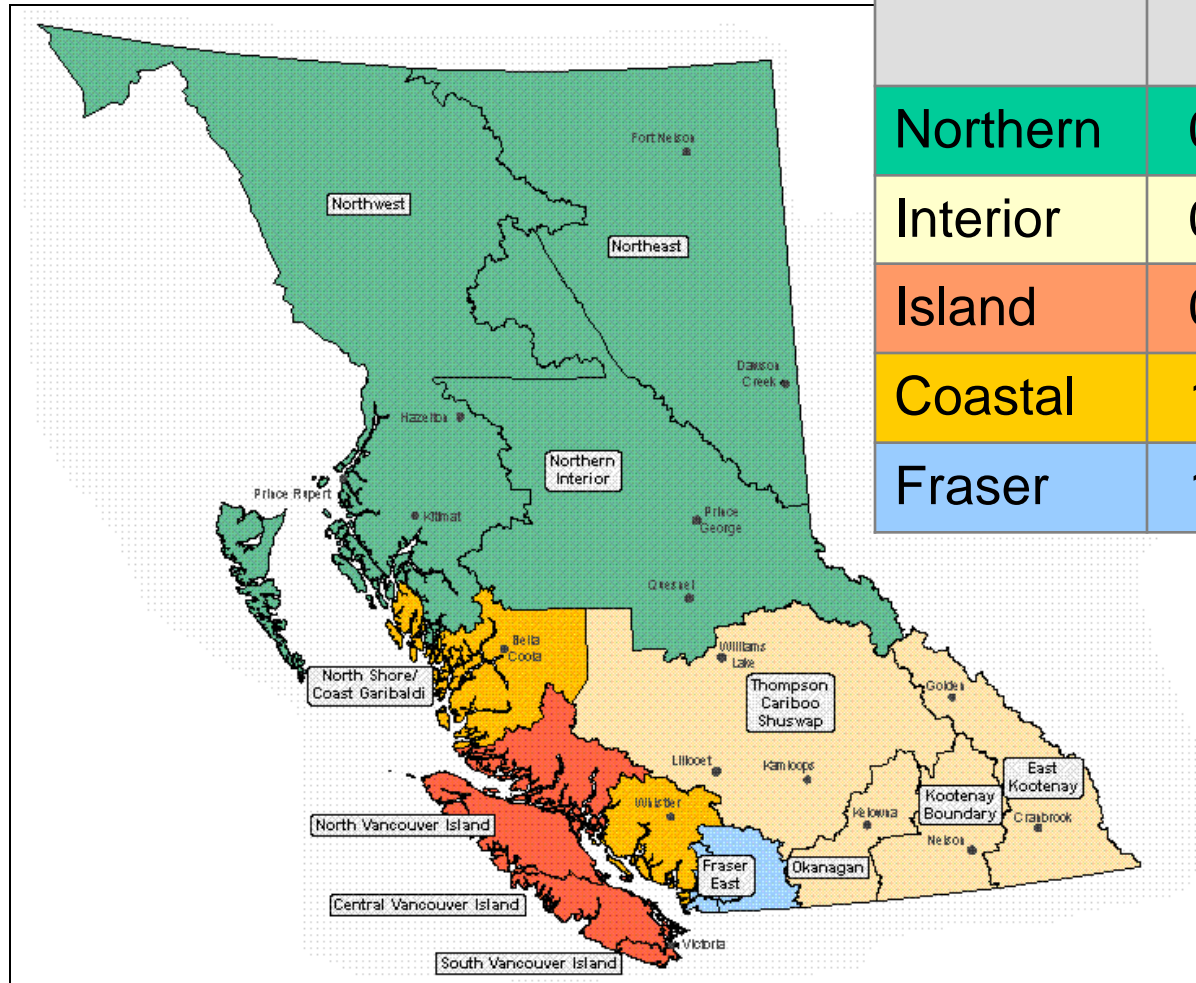 Northern
Interior
Island
Coastal
Fraser
Fort Nelson
Northwest
Northeast
Dawson
Creek
Hazelton
Northern
Interior
Prince Rupert
Kitimat
Prince
George
Quesnel
Bella
Coola
Williams
Lake
North Shore/
Coast Garibaldi
Thompson
Cariboo
Shuswap
Golden
Lillooet
Kamloops
East
Kootenay
Kootenay
Boundary
Whistler
Kelowna
Cranbrook
North Vancouver Island
Nelson
Fraser
East
Okanagan
Central Vancouver Island
Victoria
South Vancouver Island